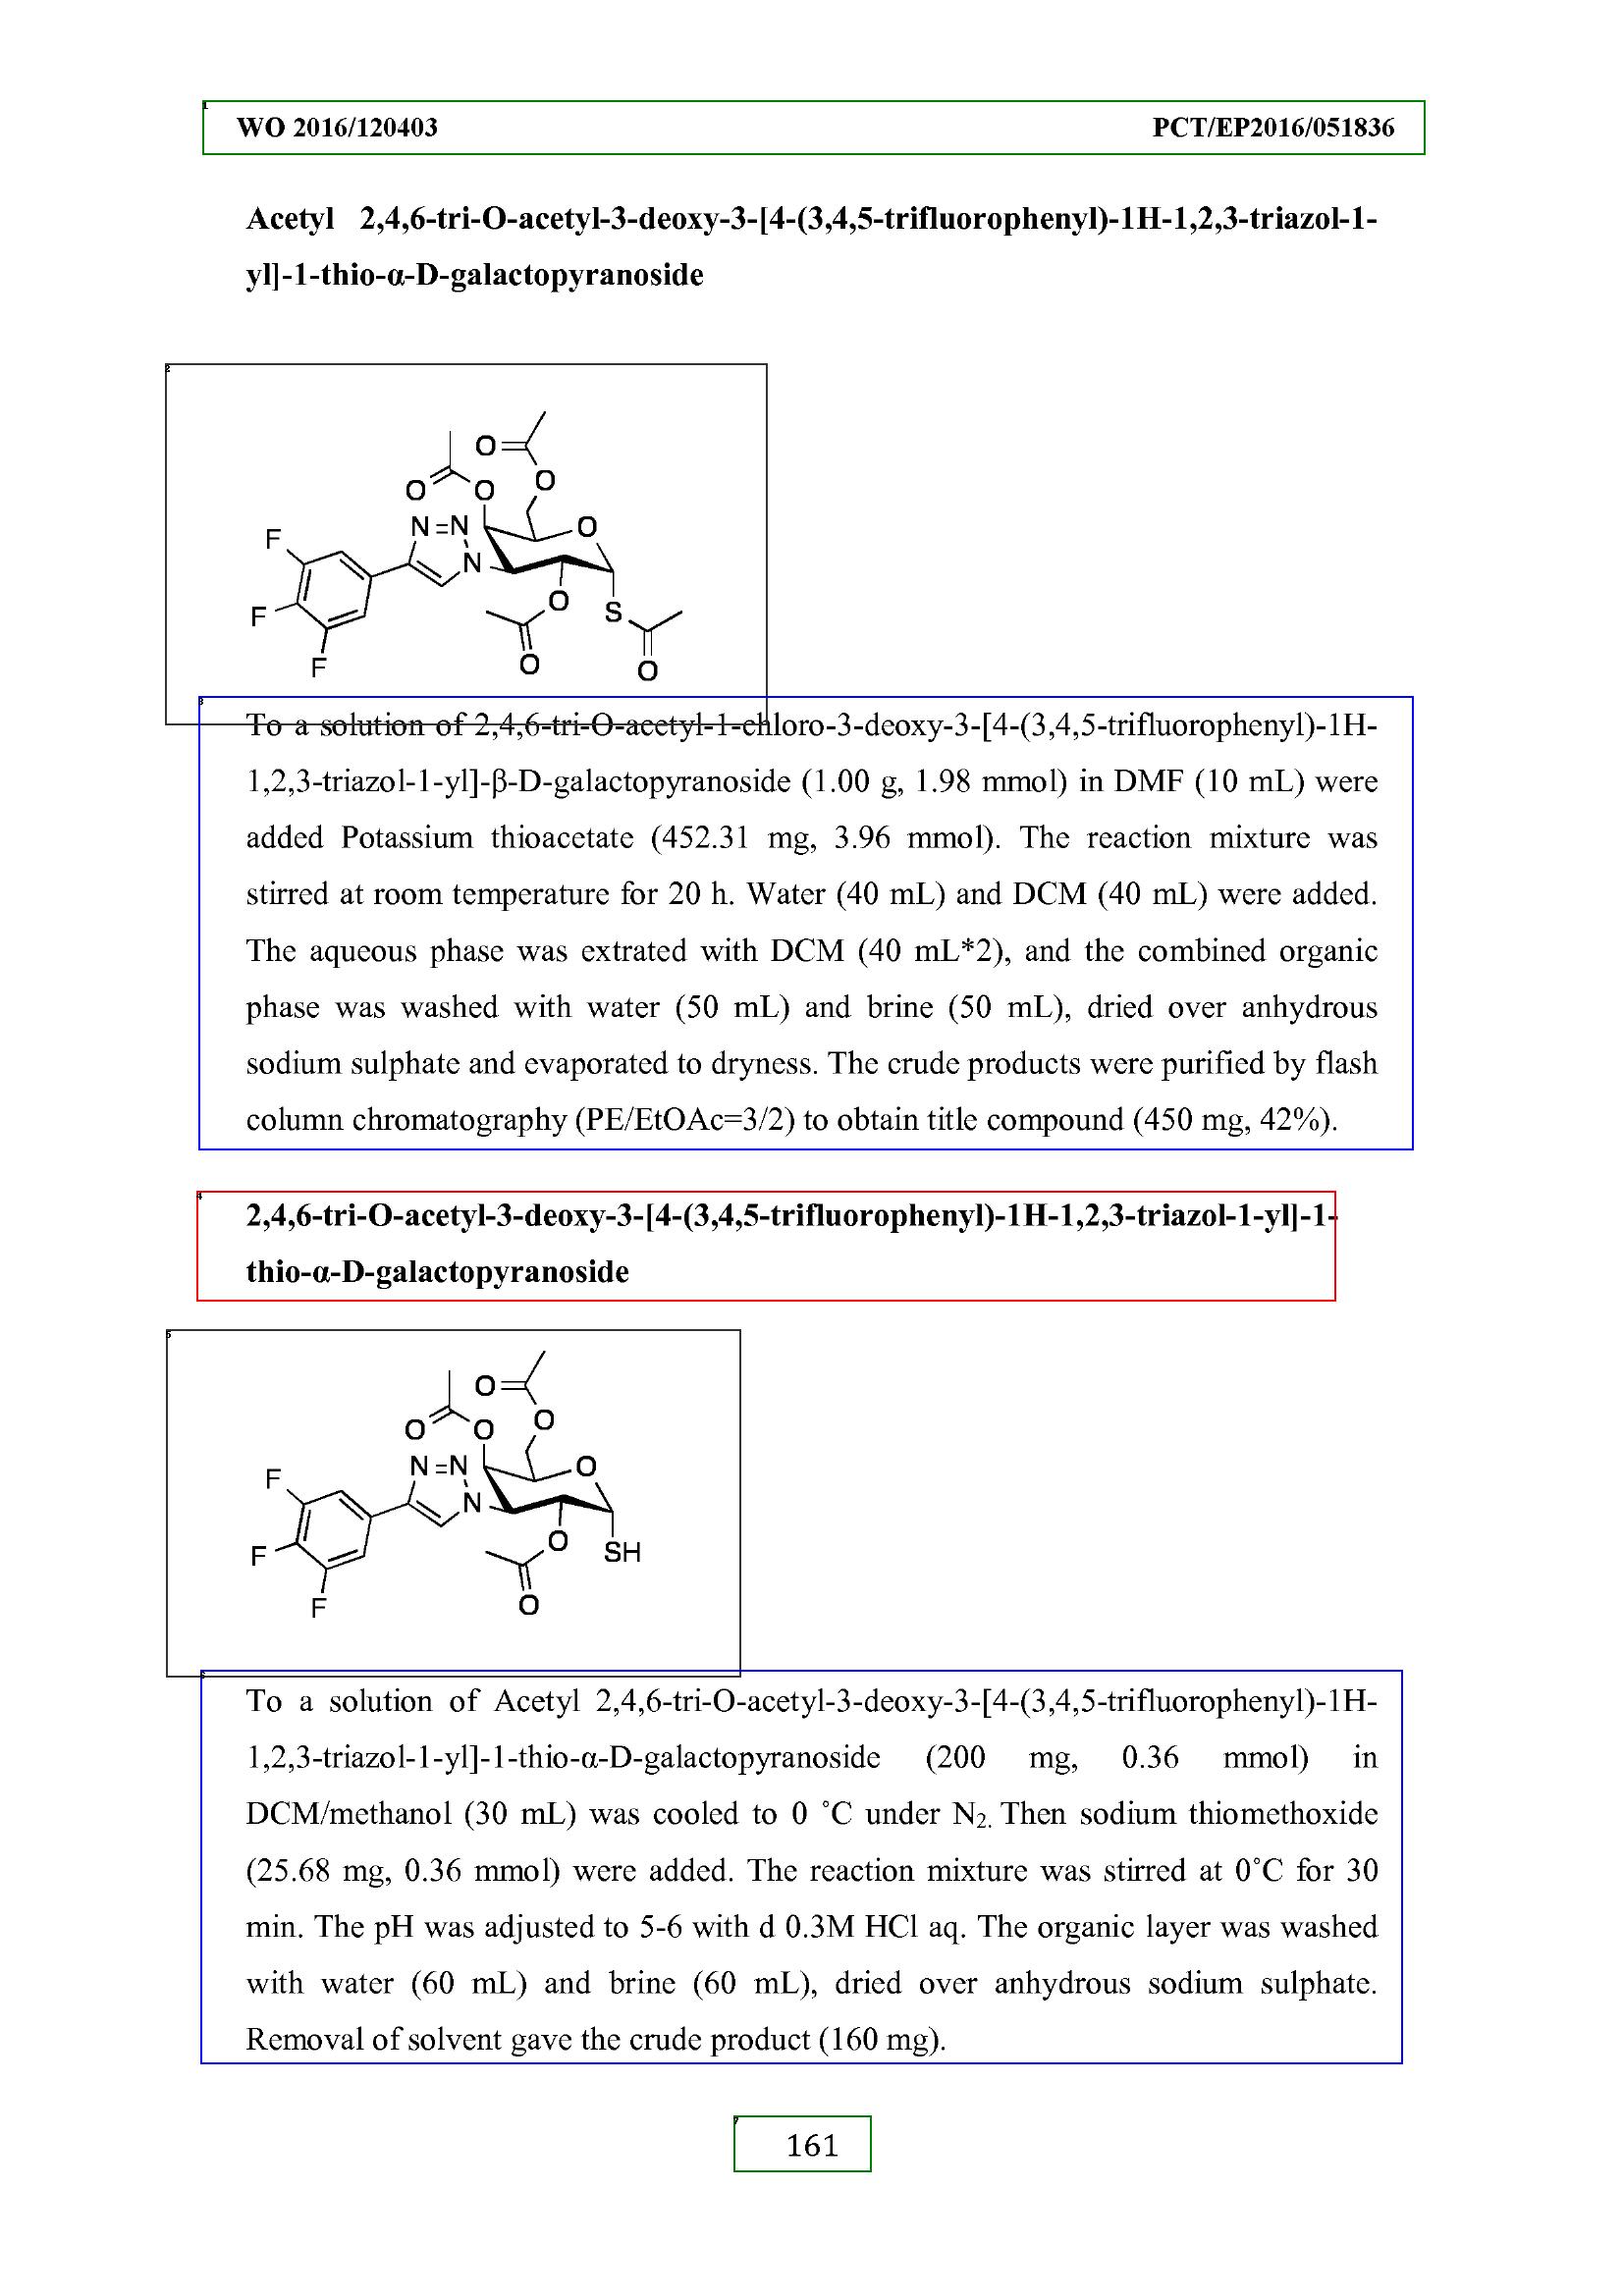 WO 2016/120403 PCT/EP2016/051836
Acetyl 2,4,6-tri-O-acetyl-3-deoxy-3-[4-(3,4,5-trifluorophenyl)-1H-1,2,3-triazol-1-
yl]-1-thio-α-D-galactopyranoside
2
O
O
O
O
N=N
N
O
F
F
F
O
O
S
O
3
To a solution of 2,4,6-tri-O-acetyl-1-chloro-3-deoxy-3-[4-(3,4,5-trifluorophenyl)-1H-
1,2,3-triazol-1-yl]-β-D-galactopyranoside (1.00 g, 1.98 mmol) in DMF (10 mL) were
added Potassium thioacetate (452.31 mg, 3.96 mmol). The reaction mixture was
stirred at room temperature for 20 h. Water (40 mL) and DCM (40 mL) were added.
The aqueous phase was extrated with DCM (40 mL*2), and the combined organic
phase was washed with water (50 mL) and brine (50 mL), dried over anhydrous
sodium sulphate and evaporated to dryness. The crude products were purified by flash
column chromatography (PE/EtOAc=3/2) to obtain title compound (450 mg, 42%).
4
2,4,6-tri-O-acetyl-3-deoxy-3-[4-(3,4,5-trifluorophenyl)-1H-1,2,3-triazol-1-yl]-1-
thio-α-D-galactopyranoside
5
O
O
O
O
N=N
N
O
F
F
F
O
O
SH
To a solution of Acetyl 2,4,6-tri-O-acetyl-3-deoxy-3-[4-(3,4,5-trifluorophenyl)-1H-
1,2,3-triazol-1-yl]-1-thio-α-D-galactopyranoside (200 mg, 0.36 mmol) in
DCM/methanol (30 mL) was cooled to 0 ˚C under N2. Then sodium thiomethoxide
(25.68 mg, 0.36 mmol) were added. The reaction mixture was stirred at 0˚C for 30
min. The pH was adjusted to 5-6 with d 0.3M HCl aq. The organic layer was washed
with water (60 mL) and brine (60 mL), dried over anhydrous sodium sulphate.
Removal of solvent gave the crude product (160 mg).
7
161